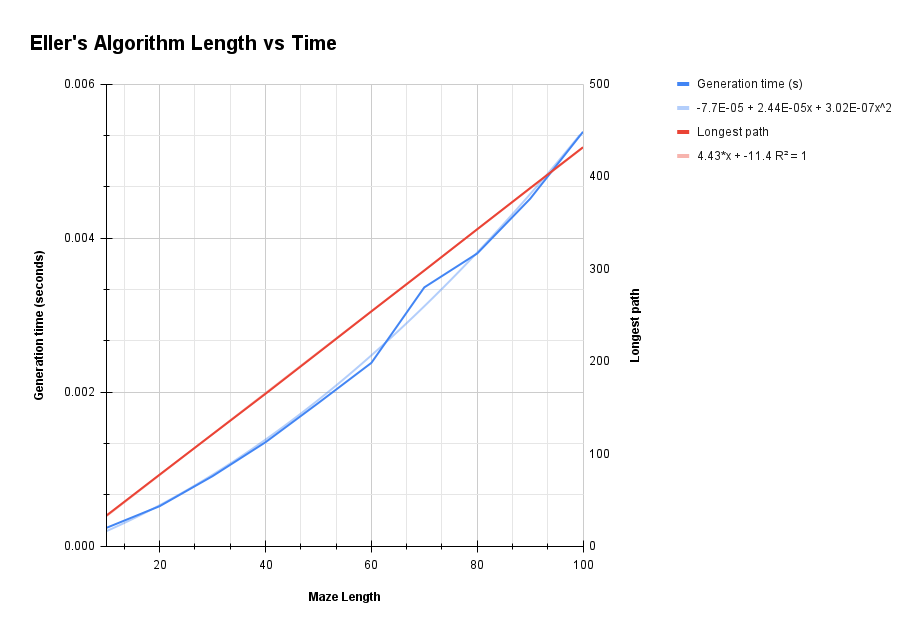 Eller's Algorithm Length vs Time
0.006
0.004
0.002
0.000
Generation time (seconds)
20
40
60
80
100
Maze Length
500
400
300
200
100
0
Longest path
Generation time (s)
-7.7E-05 + 2.44E-05x + 3.02E-07x^2
Longest path
4.43*x + -11.4 R² = 1